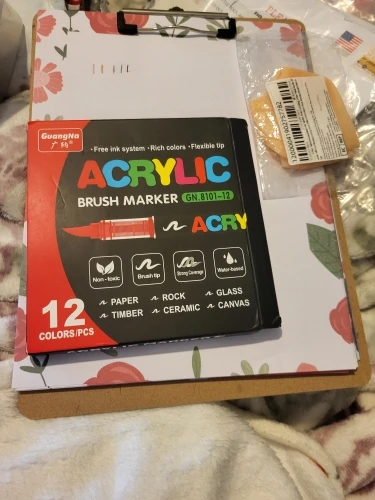 GuangNa
广纳
·Free ink system ·Rich colors ·Flexible tip
ACRYLIC
BRUSH MARKER GN.8101-12
ACRY
Non-toxic
Brush tip
Strong Coverage
Water-based
PAPER ROCK GLASS
TIMBER CERAMIC CANVAS
12
COLORS/PCS